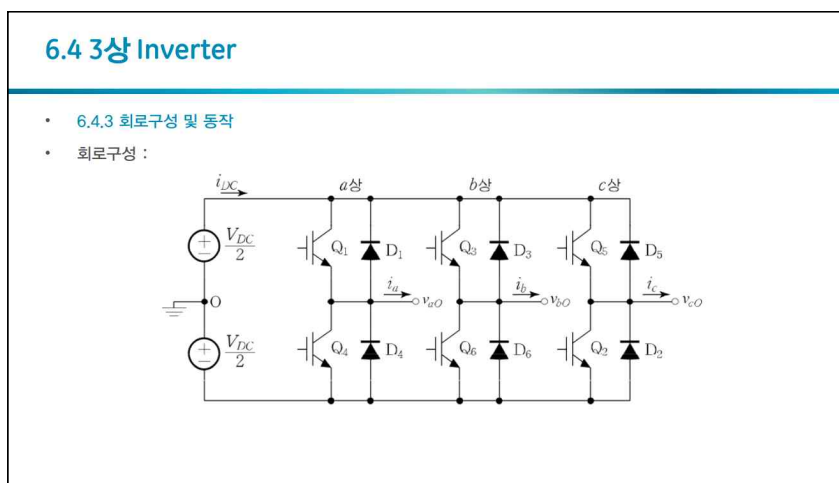 6.4 3상 Inverter
• 6.4.3 회로구성 및 동작
• 회로구성 :
i_DC a상 b상 c상
V_DC/2 Q1 D1 Q3 D3 Q5 D5
i_a i_b i_c
O v_aO v_bO v_cO
V_DC/2 Q4 D4 Q6 D6 Q2 D2